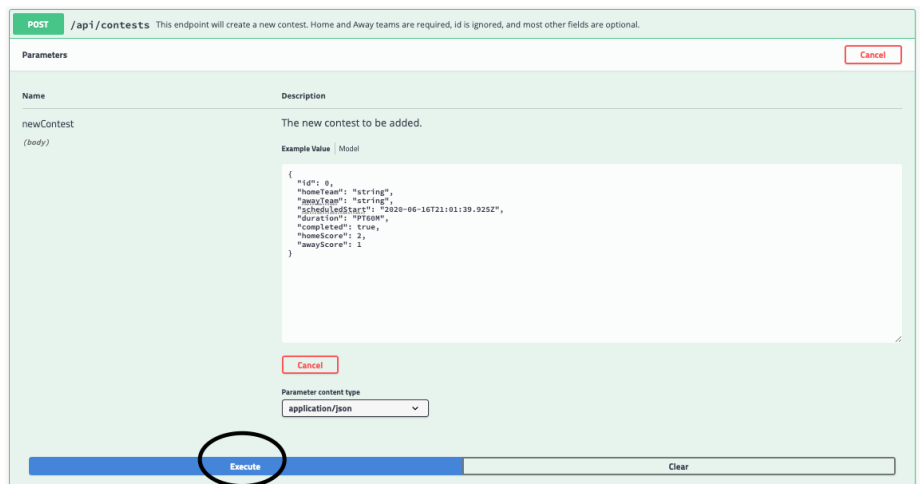 POST /api/contests This endpoint will create a new contest. Home and Away teams are required, id is ignored, and most other fields are optional.
Parameters Cancel
Name Description
newContest The new contest to be added.
(body)
Example Value Model
{
"id": 0,
"homeTeam": "string",
"awayTeam": "string",
"scheduledStart": "2020-06-16T21:01:39.925Z",
"duration": "PT60M",
"completed": true,
"homeScore": 2,
"awayScore": 1
}
Cancel
Parameter content type
application/json
Execute Clear